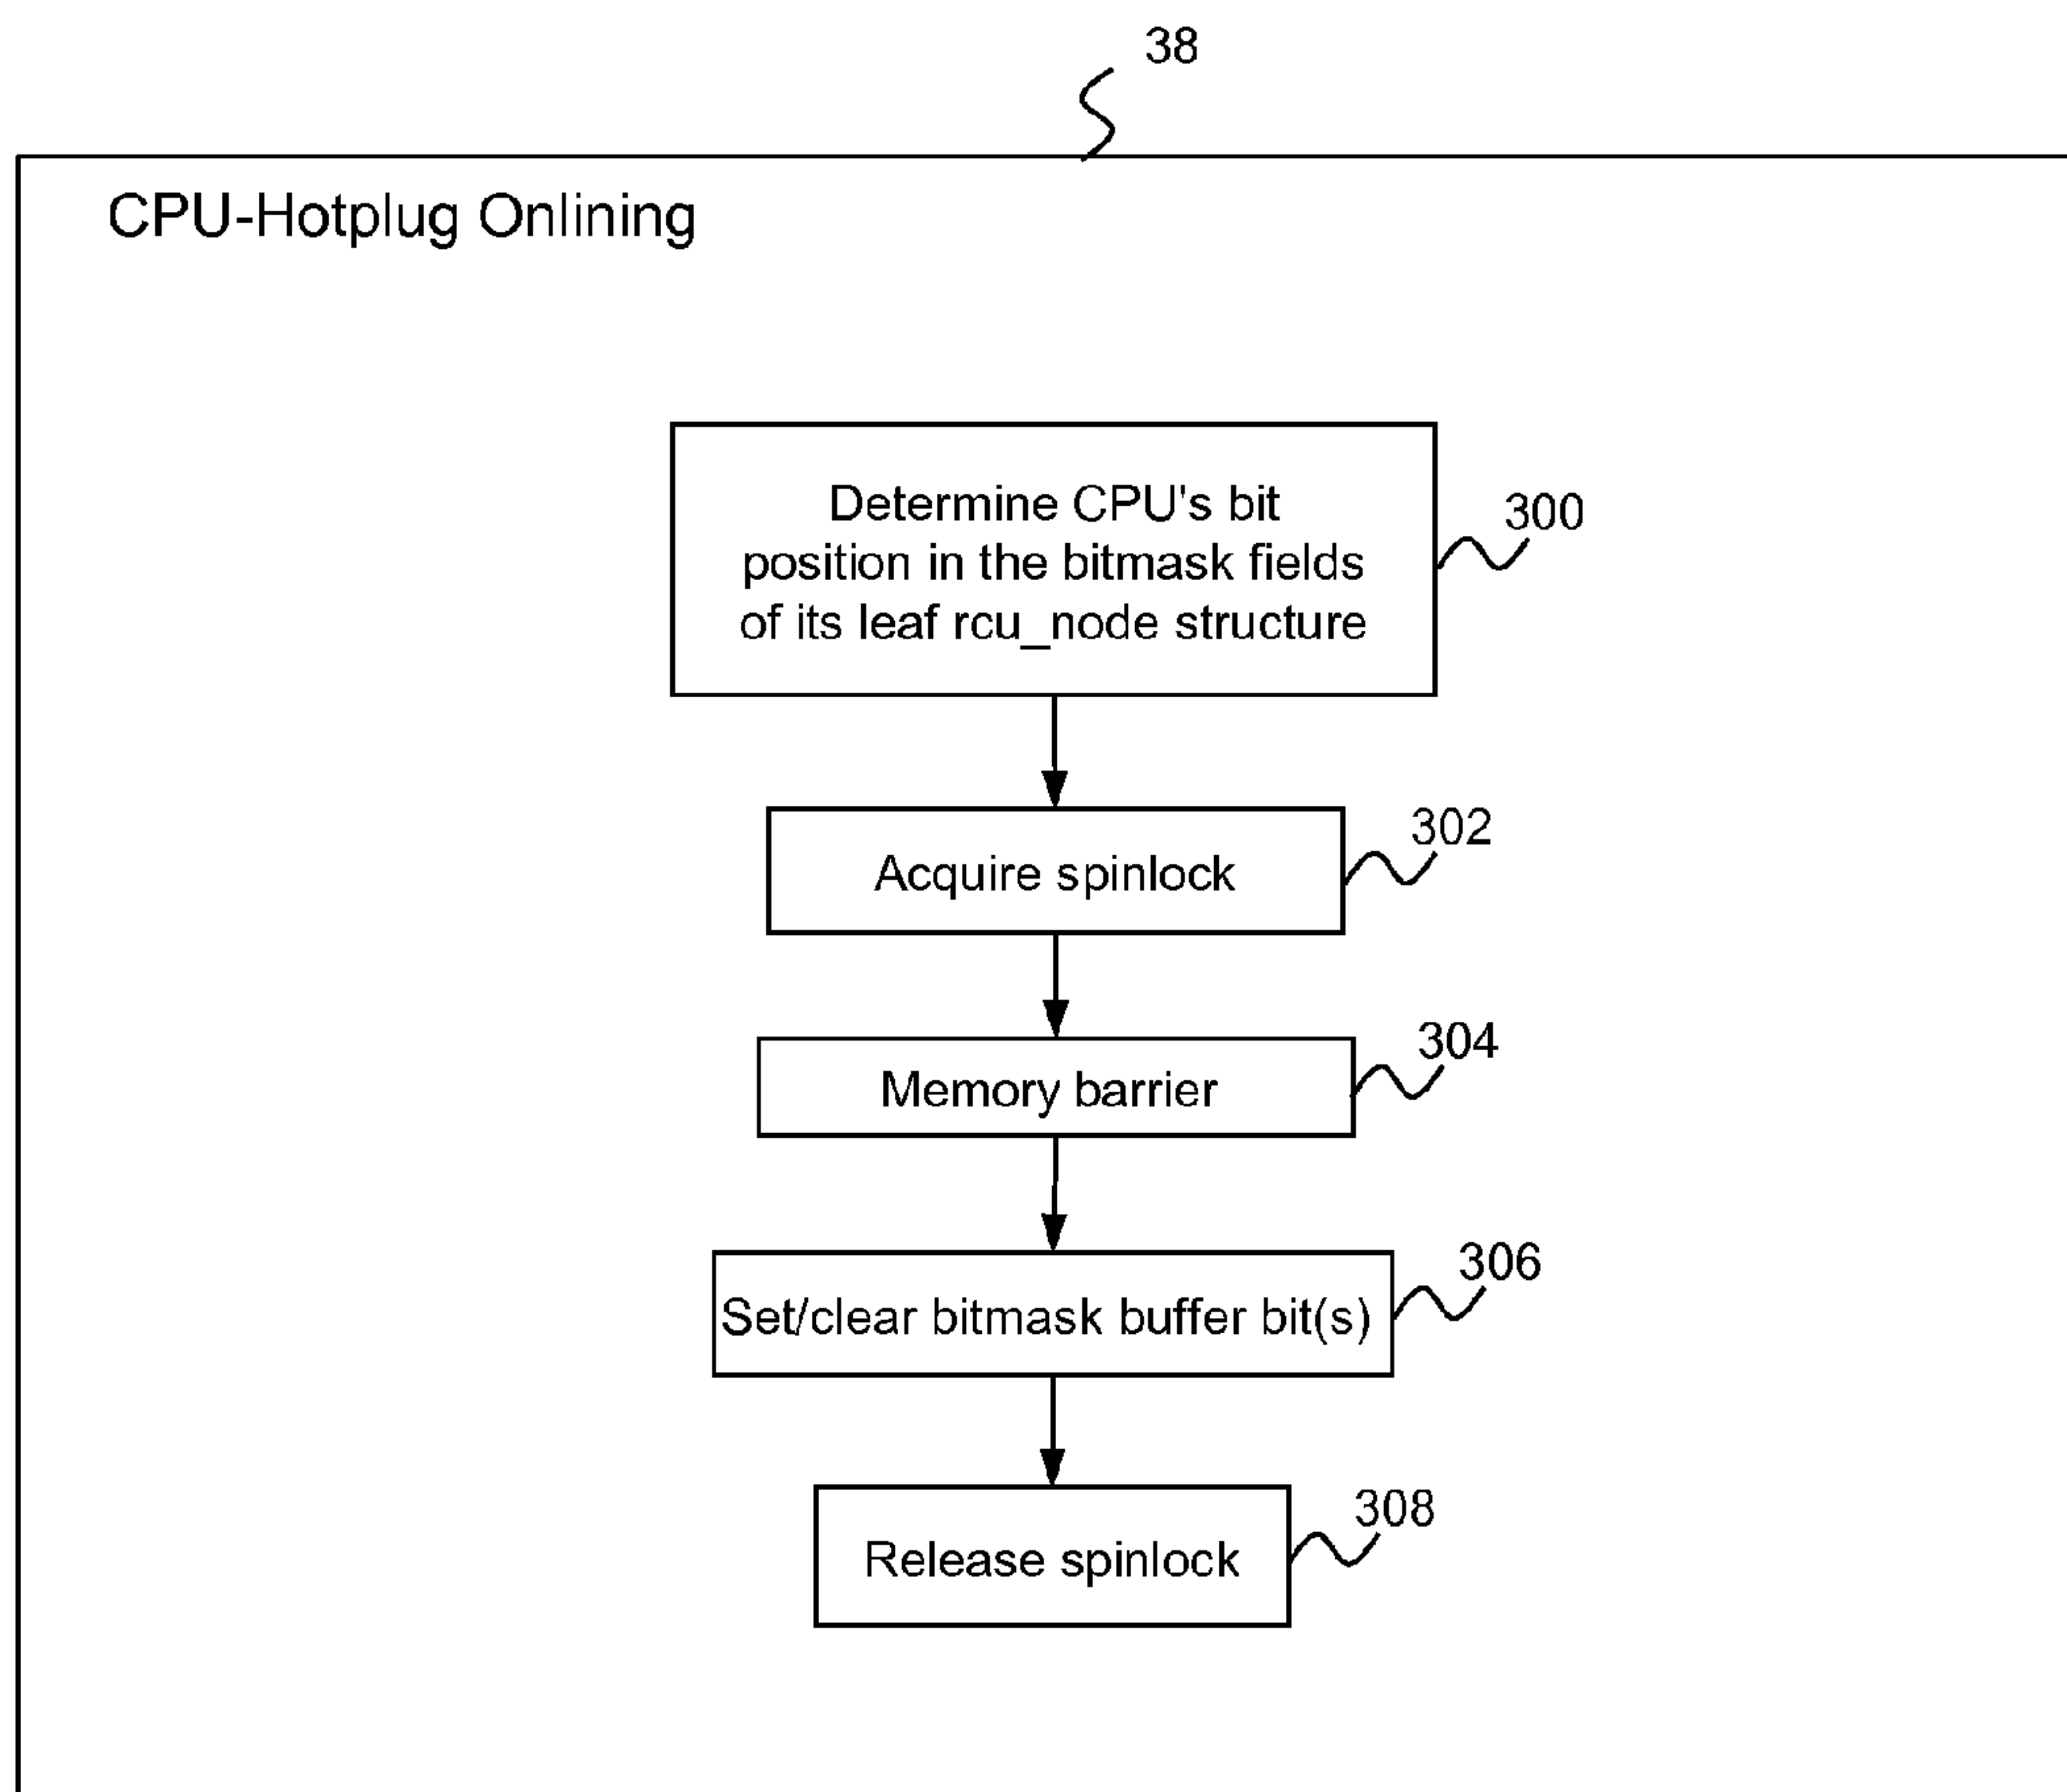 38
CPU-Hotplug Onlining
Determine CPU's bit
position in the bitmask fields
of its leaf rcu_node structure
300
Acquire spinlock
302
Memory barrier
304
Set/clear bitmask buffer bit(s)
306
Release spinlock
308